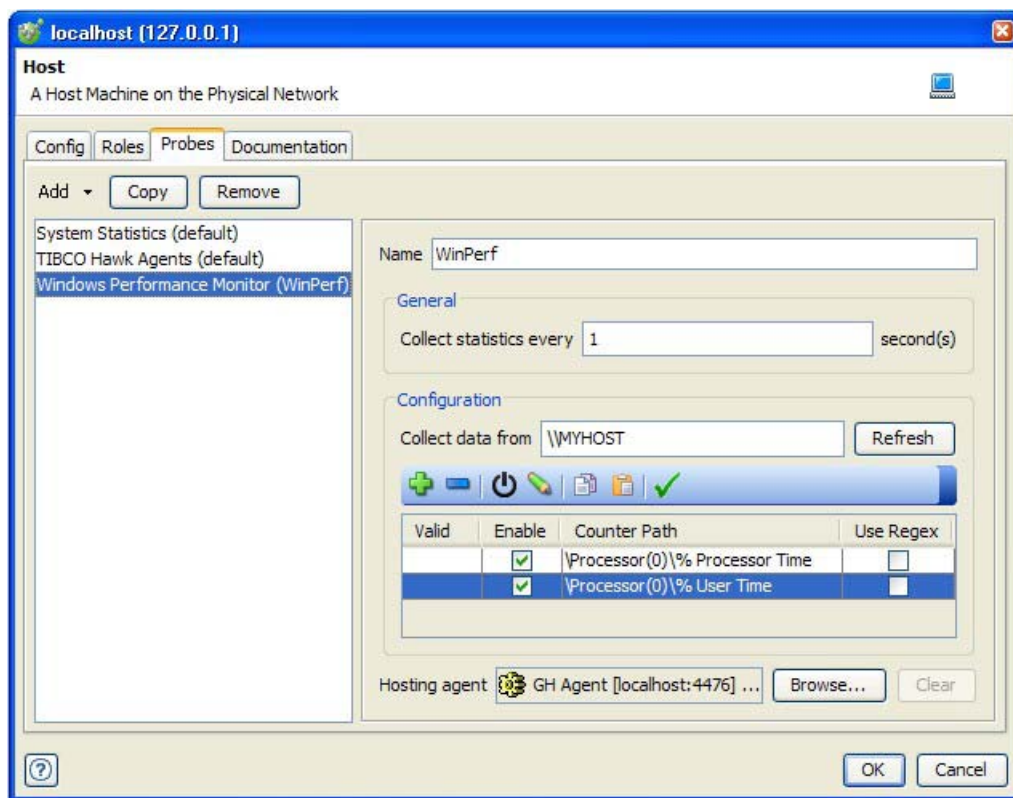 localhost (127.0.0.1)
Host
A Host Machine on the Physical Network
Config Roles Probes Documentation
Add Copy Remove
System Statistics (default)
TIBCO Hawk Agents (default)
Windows Performance Monitor (WinPerf)
Name WinPerf
General
Collect statistics every 1 second(s)
Configuration
Collect data from \\MYHOST Refresh
Valid Enable Counter Path Use Regex
\Processor(0)\% Processor Time
\Processor(0)\% User Time
Hosting agent GH Agent [localhost:4476] ... Browse... Clear
? OK Cancel